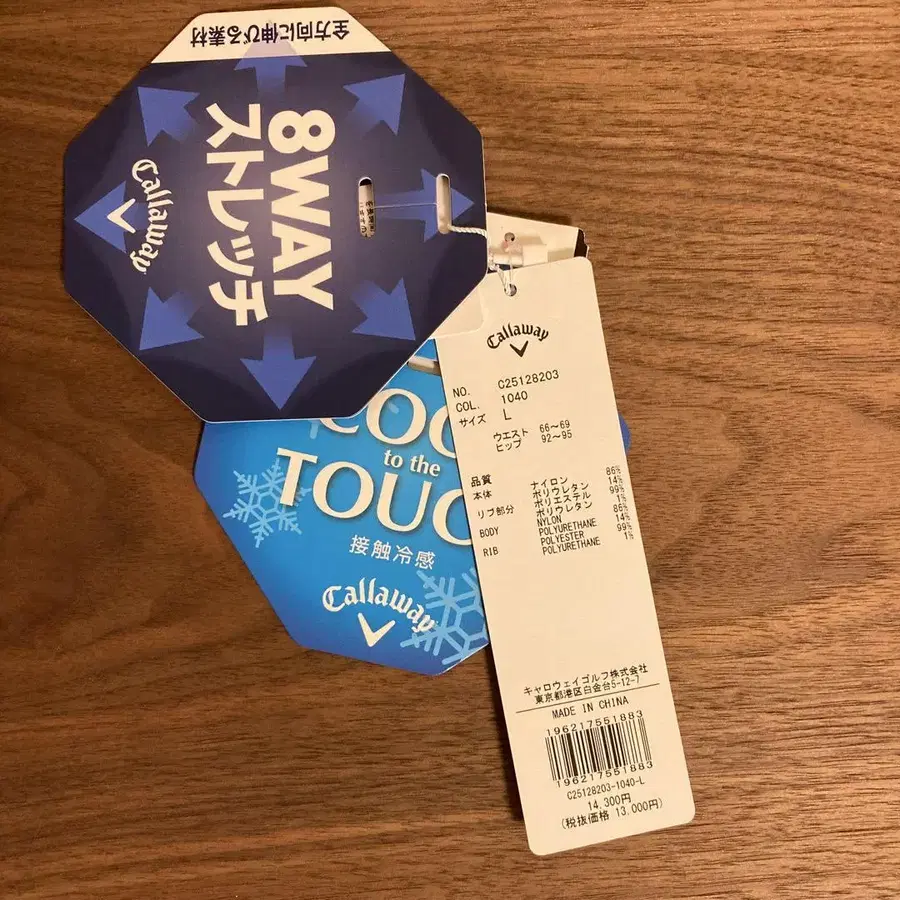 全方向に伸びる素材
8WAY
ストレッチ
Callaway
COO
to the
TOUC
接触冷感
Callaway
Callaway
NO. C25128203
COL. 1040
サイズ L
ウエスト 66～69
ヒップ 92～95
品質
本体 ナイロン 86%
ポリウレタン 14%
リブ部分 ポリエステル 99%
ポリウレタン 1%
BODY NYLON 86%
POLYURETHANE 14%
RIB POLYESTER 99%
POLYURETHANE 1%
キャロウェイゴルフ株式会社
東京都港区白金台5-12-7
MADE IN CHINA
196217551883
196217551883
C25128203-1040-L
14,300円
(税抜価格 13,000円)